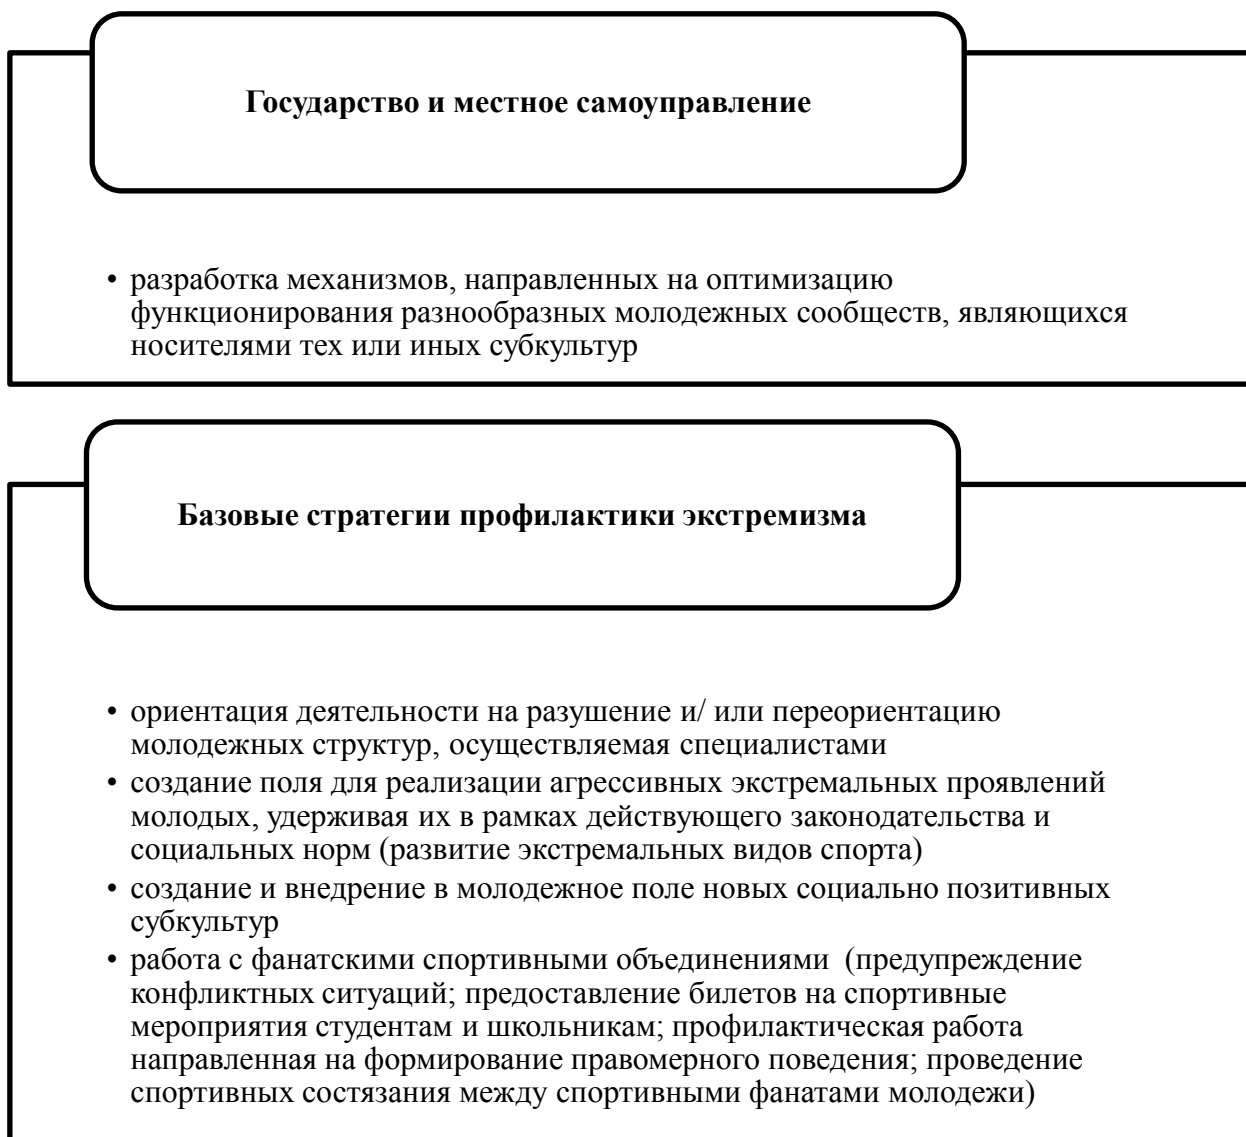 Государство и местное самоуправление
• разработка механизмов, направленных на оптимизацию
функционирования разнообразных молодежных сообществ, являющихся
носителями тех или иных субкультур
Базовые стратегии профилактики экстремизма
• ориентация деятельности на разушение и/ или переориентацию
молодежных структур, осуществляемая специалистами
• создание поля для реализации агрессивных экстремальных проявлений
молодых, удерживая их в рамках действующего законодательства и
социальных норм (развитие экстремальных видов спорта)
• создание и внедрение в молодежное поле новых социально позитивных
субкультур
• работа с фанатскими спортивными объединениями (предупреждение
конфликтных ситуаций; предоставление билетов на спортивные
мероприятия студентам и школьникам; профилактическая работа
направленная на формирование правомерного поведения; проведение
спортивных состязания между спортивными фанатами молодежи)